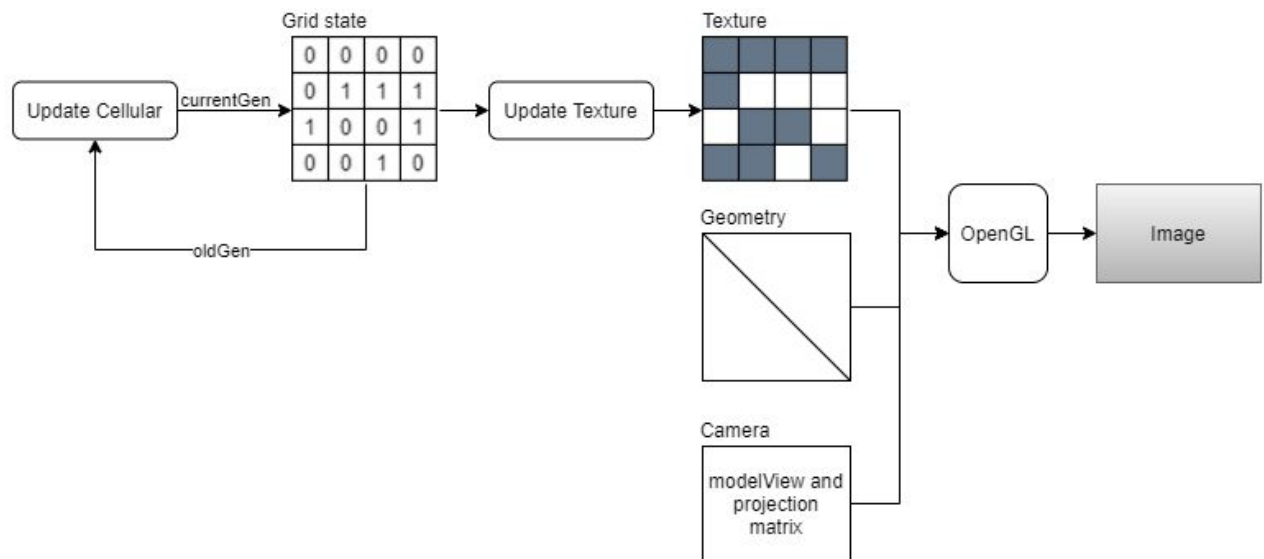 Grid state
Texture
0 0 0 0
0 1 1 1
1 0 0 1
0 0 1 0
Update Cellular
currentGen
Update Texture
oldGen
Geometry
OpenGL
Image
Camera
modelView and
projection
matrix